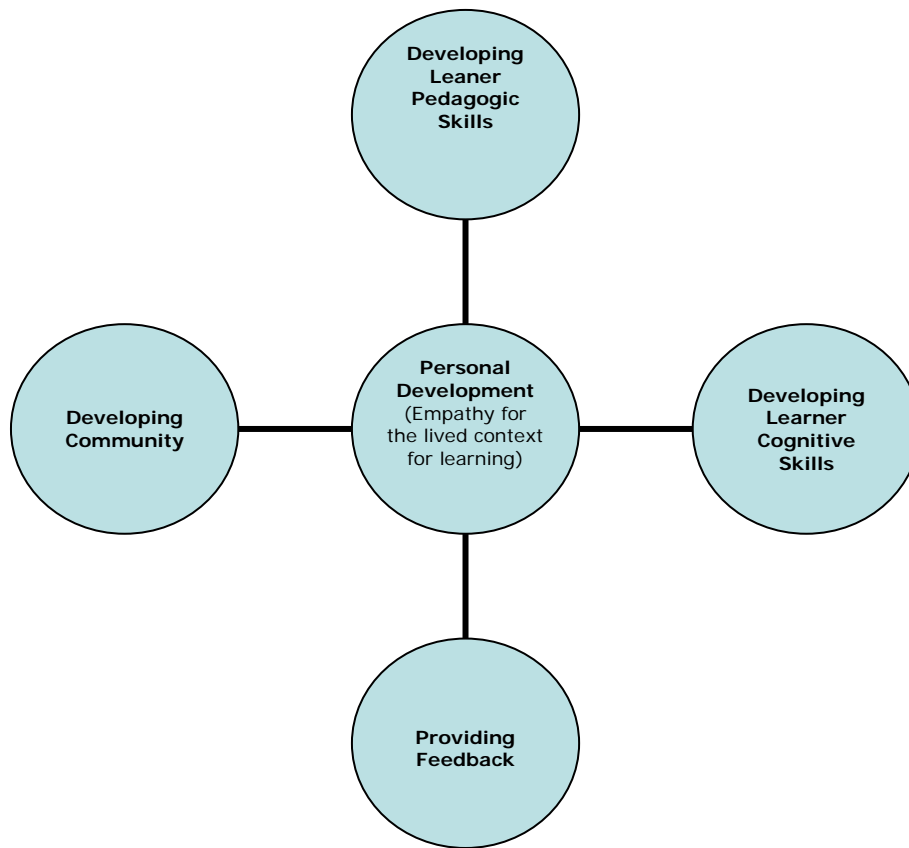 Developing
Leaner
Pedagogic
Skills
Developing
Community
Personal
Development
(Empathy for
the lived context
for learning)
Developing
Learner
Cognitive
Skills
Providing
Feedback